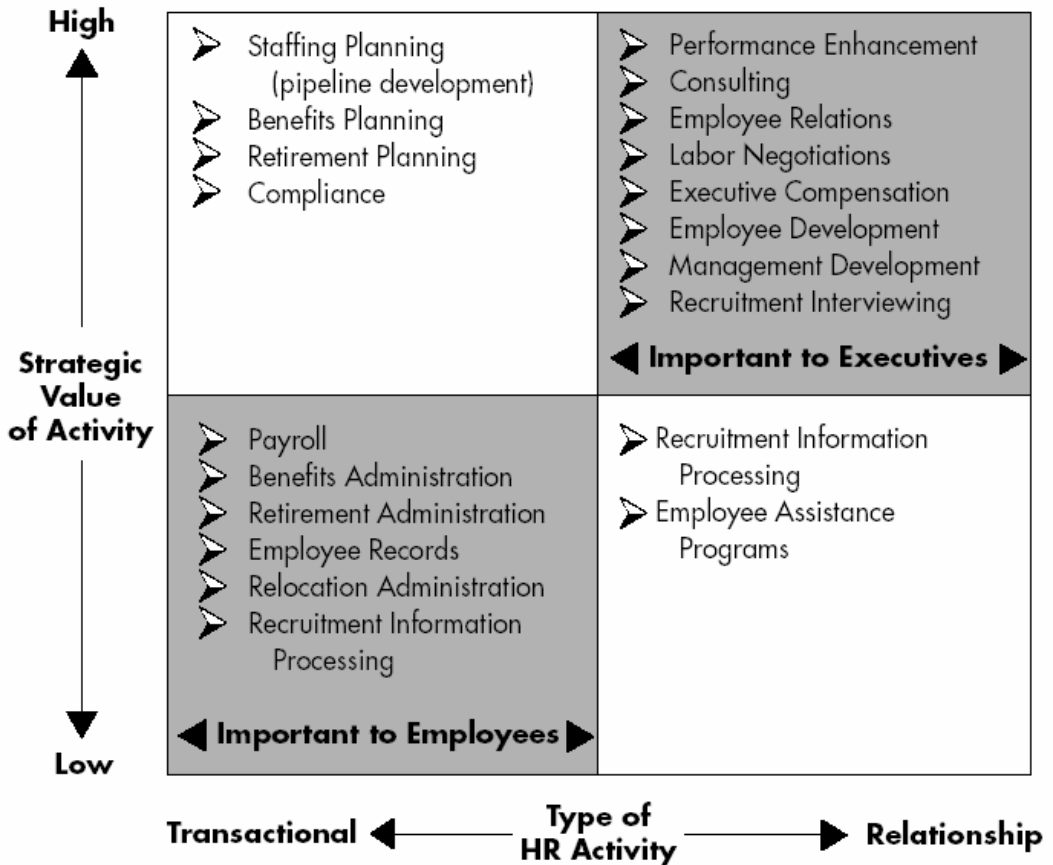 High
Staffing Planning
(pipeline development)
Benefits Planning
Retirement Planning
Compliance
Performance Enhancement
Consulting
Employee Relations
Labor Negotiations
Executive Compensation
Employee Development
Management Development
Recruitment Interviewing
Important to Executives
Strategic
Value
of Activity
Payroll
Benefits Administration
Retirement Administration
Employee Records
Relocation Administration
Recruitment Information
Processing
Important to Employees
Recruitment Information
Processing
Employee Assistance
Programs
Low
Transactional
Type of
HR Activity
Relationship